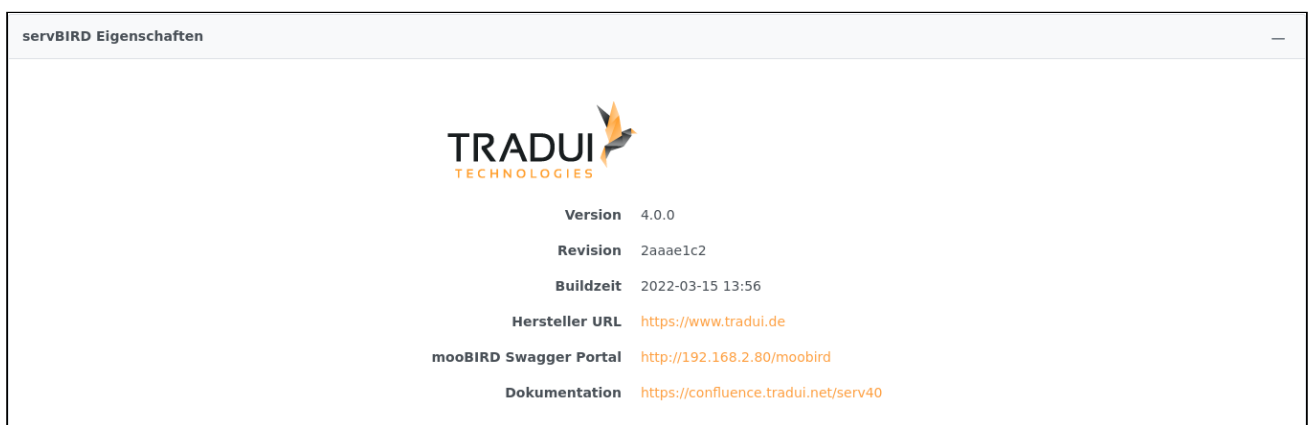 servBIRD Eigenschaften
TRADUI
TECHNOLOGIES
Version 4.0.0
Revision 2aaae1c2
Buildzeit 2022-03-15 13:56
Hersteller URL https://www.tradui.de
mooBIRD Swagger Portal http://192.168.2.80/moobird
Dokumentation https://confluence.tradui.net/serv40